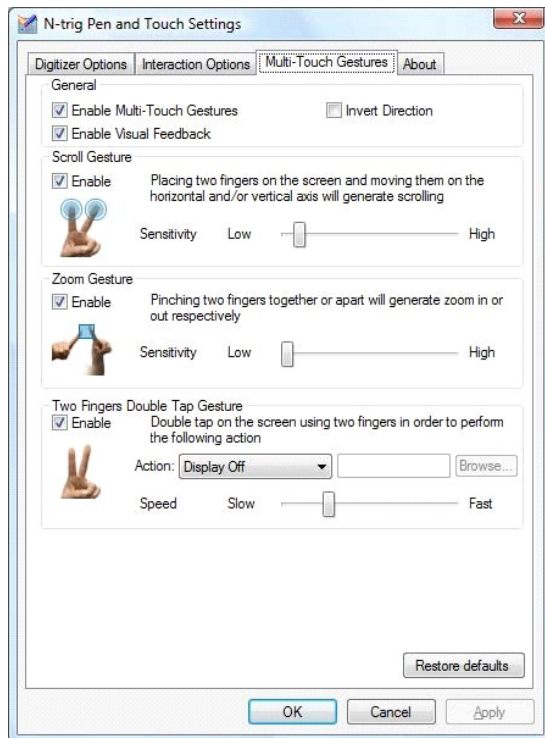 N-trig Pen and Touch Settings
Digitizer Options Interaction Options Multi-Touch Gestures About
General
Enable Multi-Touch Gestures Invert Direction
Enable Visual Feedback
Scroll Gesture
Enable Placing two fingers on the screen and moving them on the
horizontal and/or vertical axis will generate scrolling
Sensitivity Low High
Zoom Gesture
Enable Pinching two fingers together or apart will generate zoom in or
out respectively
Sensitivity Low High
Two Fingers Double Tap Gesture
Enable Double tap on the screen using two fingers in order to perform
the following action
Action: Display Off Browse...
Speed Slow Fast
Restore defaults
OK Cancel Apply